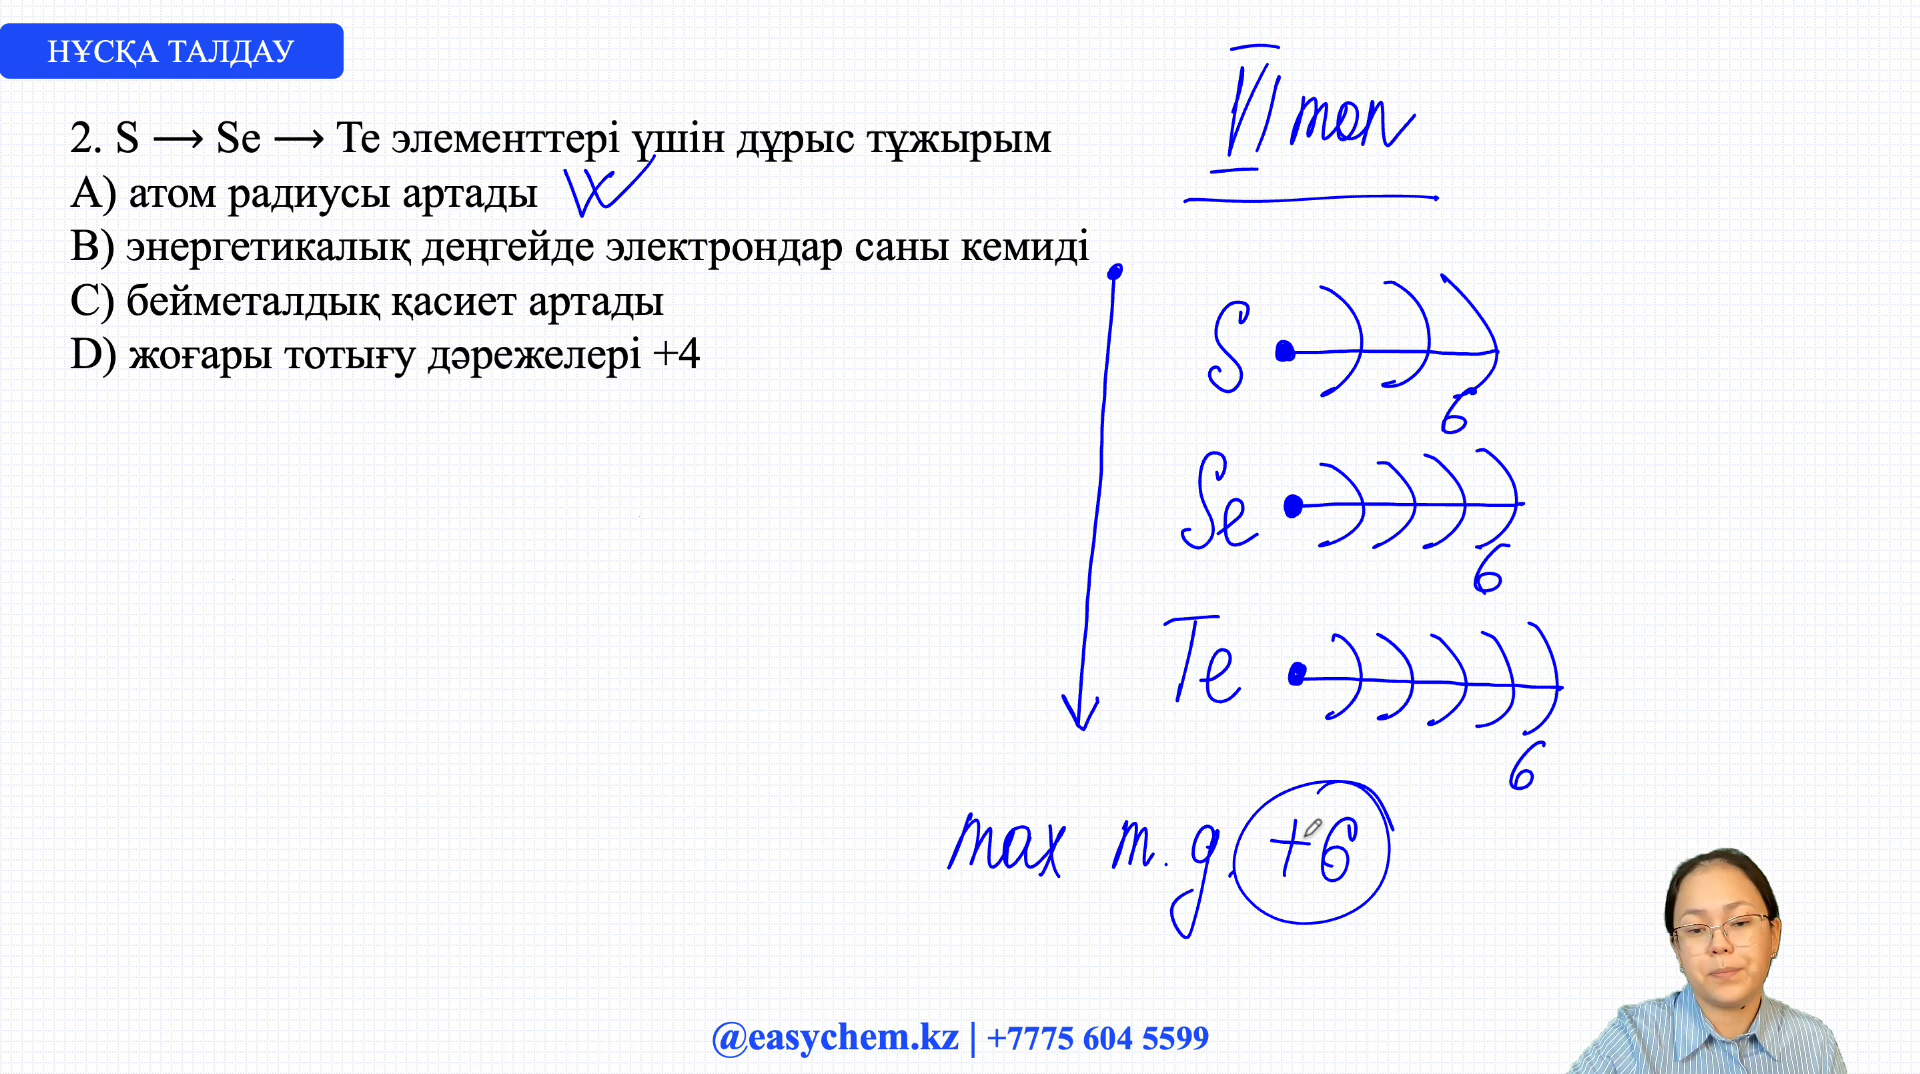 НҰСҚА ТАЛДАУ
2. S ⟶ Se ⟶ Te элементтері үшін дұрыс тұжырым
A) атом радиусы артады
B) энергетикалық деңгейде электрондар саны кемиді
C) бейметалдық қасиет артады
D) жоғары тотығу дәрежелері +4
VI топ
S
6
Se
6
Te
6
max т.д. +6
@easychem.kz | +7775 604 5599